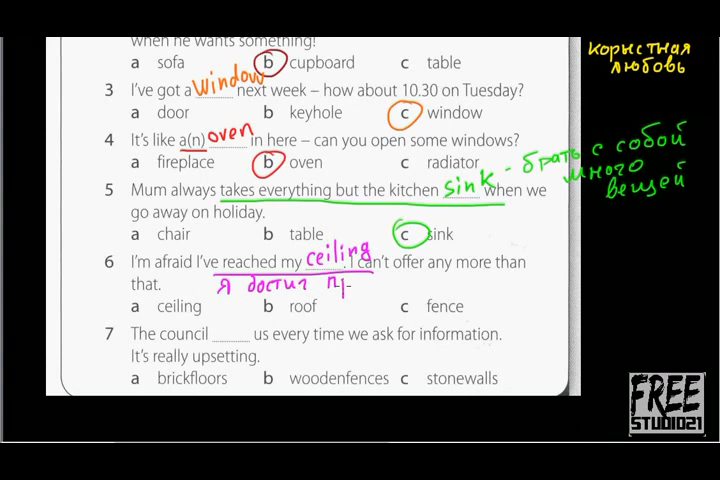 when he wants something!
a sofa b cupboard c table
корыстная
любовь
3 I've got a window next week – how about 10.30 on Tuesday?
a door b keyhole c window
4 It's like a(n) oven in here – can you open some windows?
a fireplace b oven c radiator
5 Mum always takes everything but the kitchen sink when we
go away on holiday.
- брать с собой
много
вещей
a chair b table c sink
6 I'm afraid I've reached my ceiling. I can't offer any more than
that.
я достиг
a ceiling b roof c fence
7 The council ........ us every time we ask for information.
It's really upsetting.
a brickfloors b woodenfences c stonewalls
FREE
STUDIO21